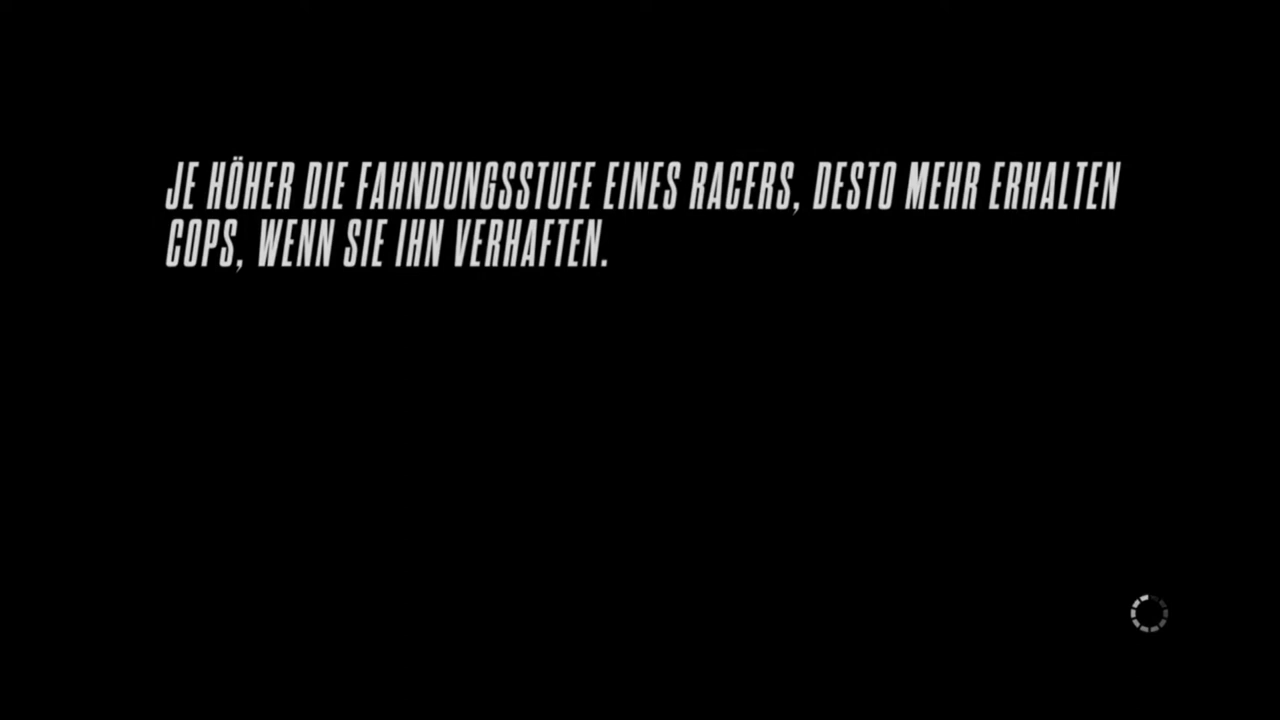 JE HÖHER DIE FAHNDUNGSSTUFE EINES RACERS, DESTO MEHR ERHALTEN
COPS, WENN SIE IHN VERHAFTEN.